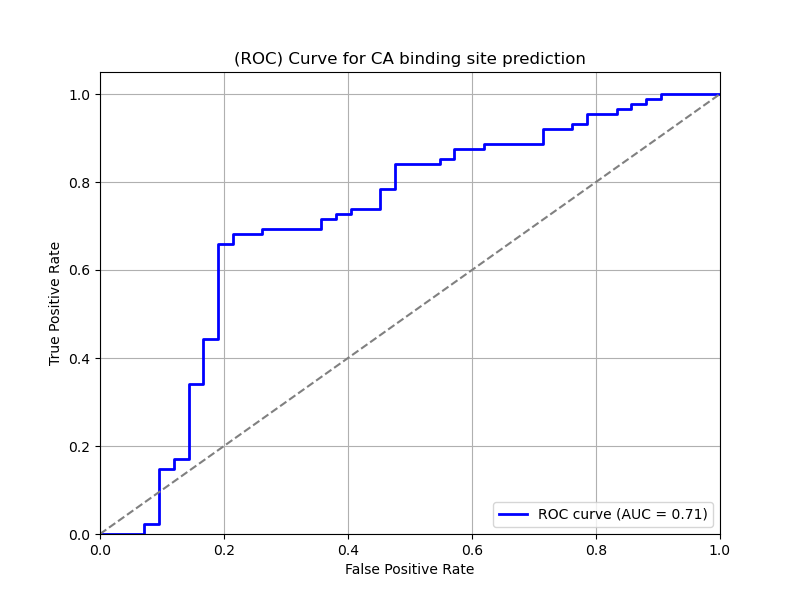 (ROC) Curve for CA binding site prediction
True Positive Rate
1.0
0.8
0.6
0.4
0.2
0.0
0.0 0.2 0.4 0.6 0.8 1.0
False Positive Rate
ROC curve (AUC = 0.71)